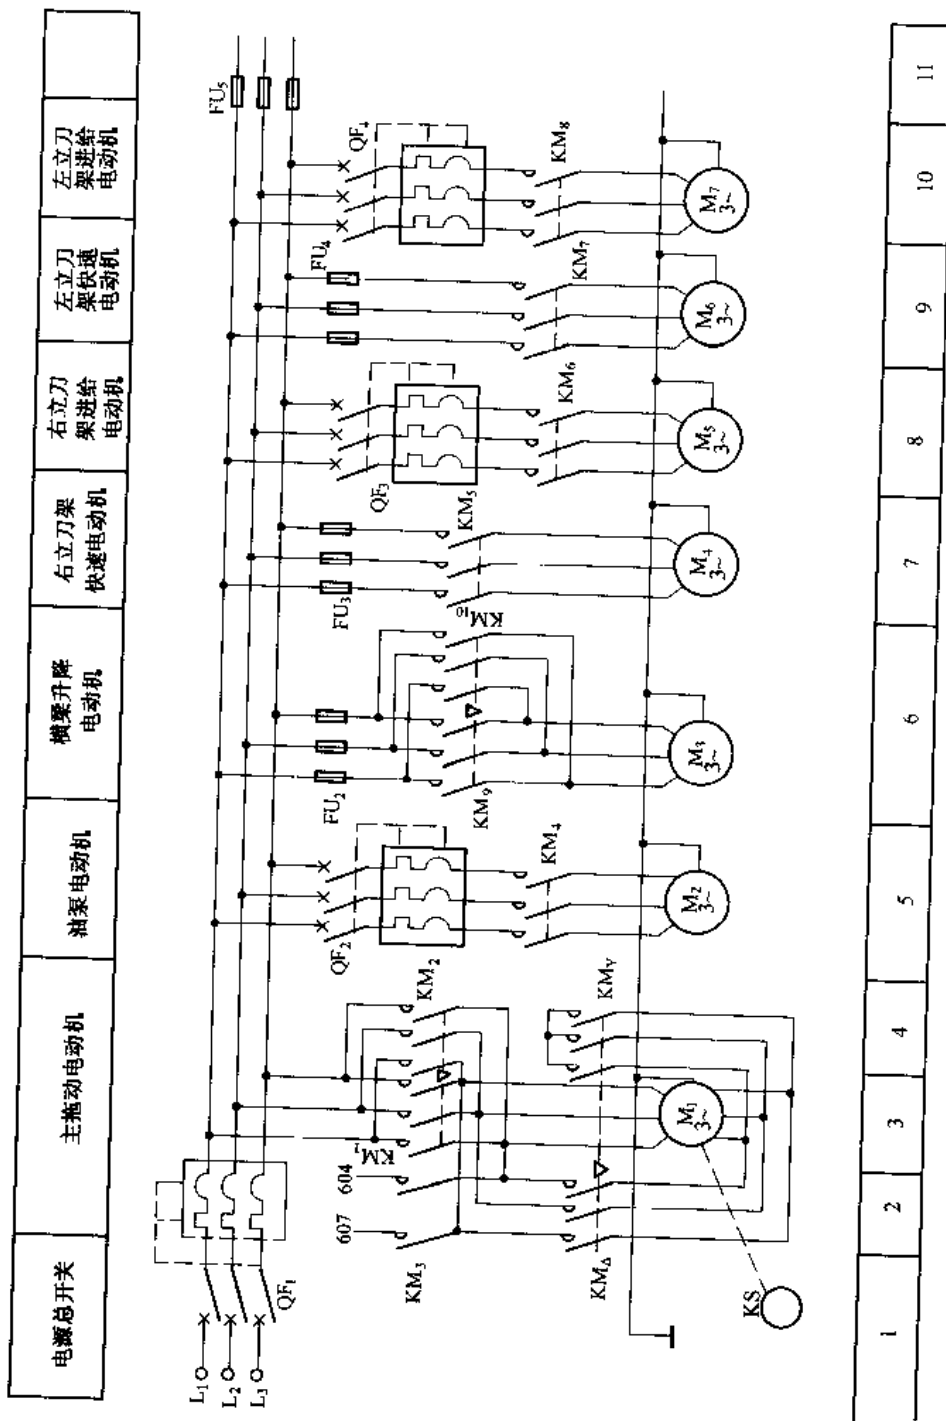 电源总开关
主拖动电动机
油泵电动机
横梁升降
电动机
右立刀架
快速电动机
右立刀
架进给
电动机
左立刀
架快速
电动机
左立刀
架进给
电动机
L₁
L₂
L₃
QF₁
FU₅
QF₂
FU₂
FU₃
QF₃
FU₄
QF₄
607
604
KM₃
KM₁
KM₂
KM₄
KM₉
KM₁₀
KM₅
KM₆
KM₇
KM₈
KM△
KMY
KS
M₁
3~
M₂
3~
M₃
3~
M₄
3~
M₅
3~
M₆
3~
M₇
3~
1
2
3
4
5
6
7
8
9
10
11